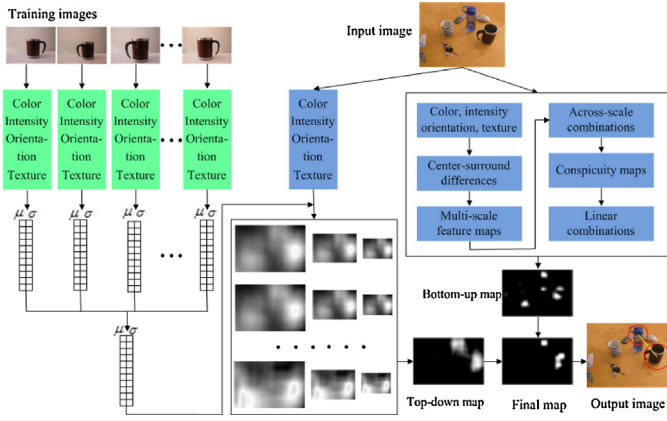 Training images
Input image
Color
Intensity
Orienta-
tion
Texture
Color
Intensity
Orienta-
tion
Texture
Color
Intensity
Orienta-
tion
Texture
Color
Intensity
Orienta-
tion
Texture
Color
Intensity
Orienta-
tion
Texture
Color, intensity
orientation, texture
Center-surround
differences
Multi-scale
feature maps
Across-scale
combinations
Conspicuity maps
Linear
combinations
μ σ
μ σ
μ σ
μ σ
μ σ
Bottom-up map
Top-down map
Final map
Output image